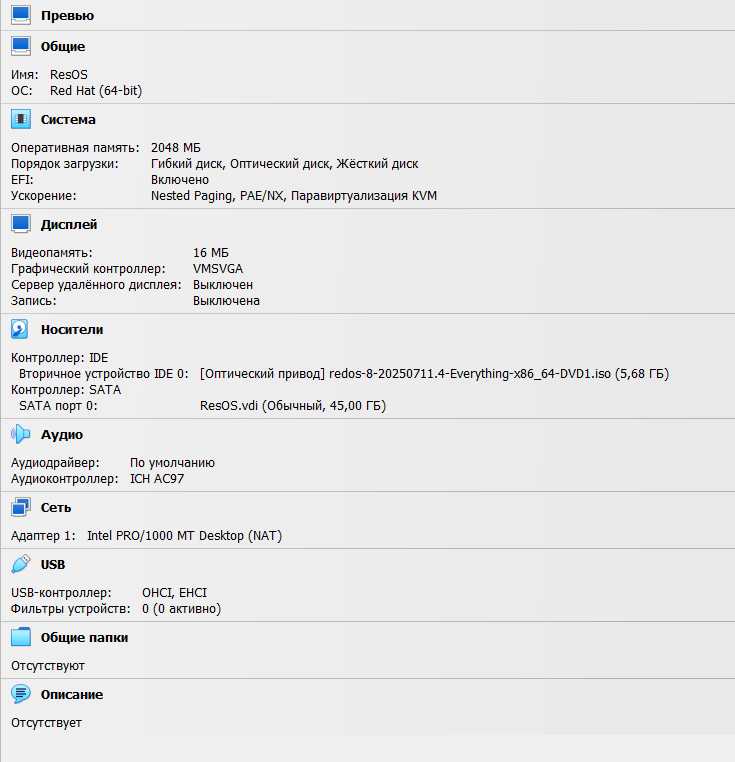 Превью
Общие
Имя: ResOS
ОС: Red Hat (64-bit)
Система
Оперативная память: 2048 МБ
Порядок загрузки: Гибкий диск, Оптический диск, Жёсткий диск
EFI: Включено
Ускорение: Nested Paging, PAE/NX, Паравиртуализация KVM
Дисплей
Видеопамять: 16 МБ
Графический контроллер: VMSVGA
Сервер удалённого дисплея: Выключен
Запись: Выключена
Носители
Контроллер: IDE
Вторичное устройство IDE 0: [Оптический привод] redos-8-20250711.4-Everything-x86_64-DVD1.iso (5,68 ГБ)
Контроллер: SATA
SATA порт 0: ResOS.vdi (Обычный, 45,00 ГБ)
Аудио
Аудиодрайвер: По умолчанию
Аудиоконтроллер: ICH AC97
Сеть
Адаптер 1: Intel PRO/1000 MT Desktop (NAT)
USB
USB-контроллер: OHCI, EHCI
Фильтры устройств: 0 (0 активно)
Общие папки
Отсутствуют
Описание
Отсутствует